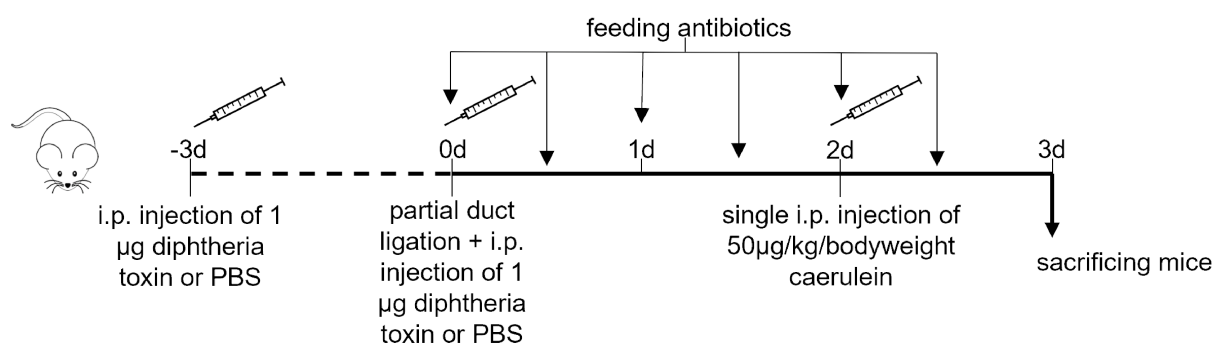 feeding antibiotics
-3d
0d
1d
2d
3d
i.p. injection of 1
µg diphtheria
toxin or PBS
partial duct
ligation + i.p.
injection of 1
µg diphtheria
toxin or PBS
single i.p. injection of
50µg/kg/bodyweight
caerulein
sacrificing mice